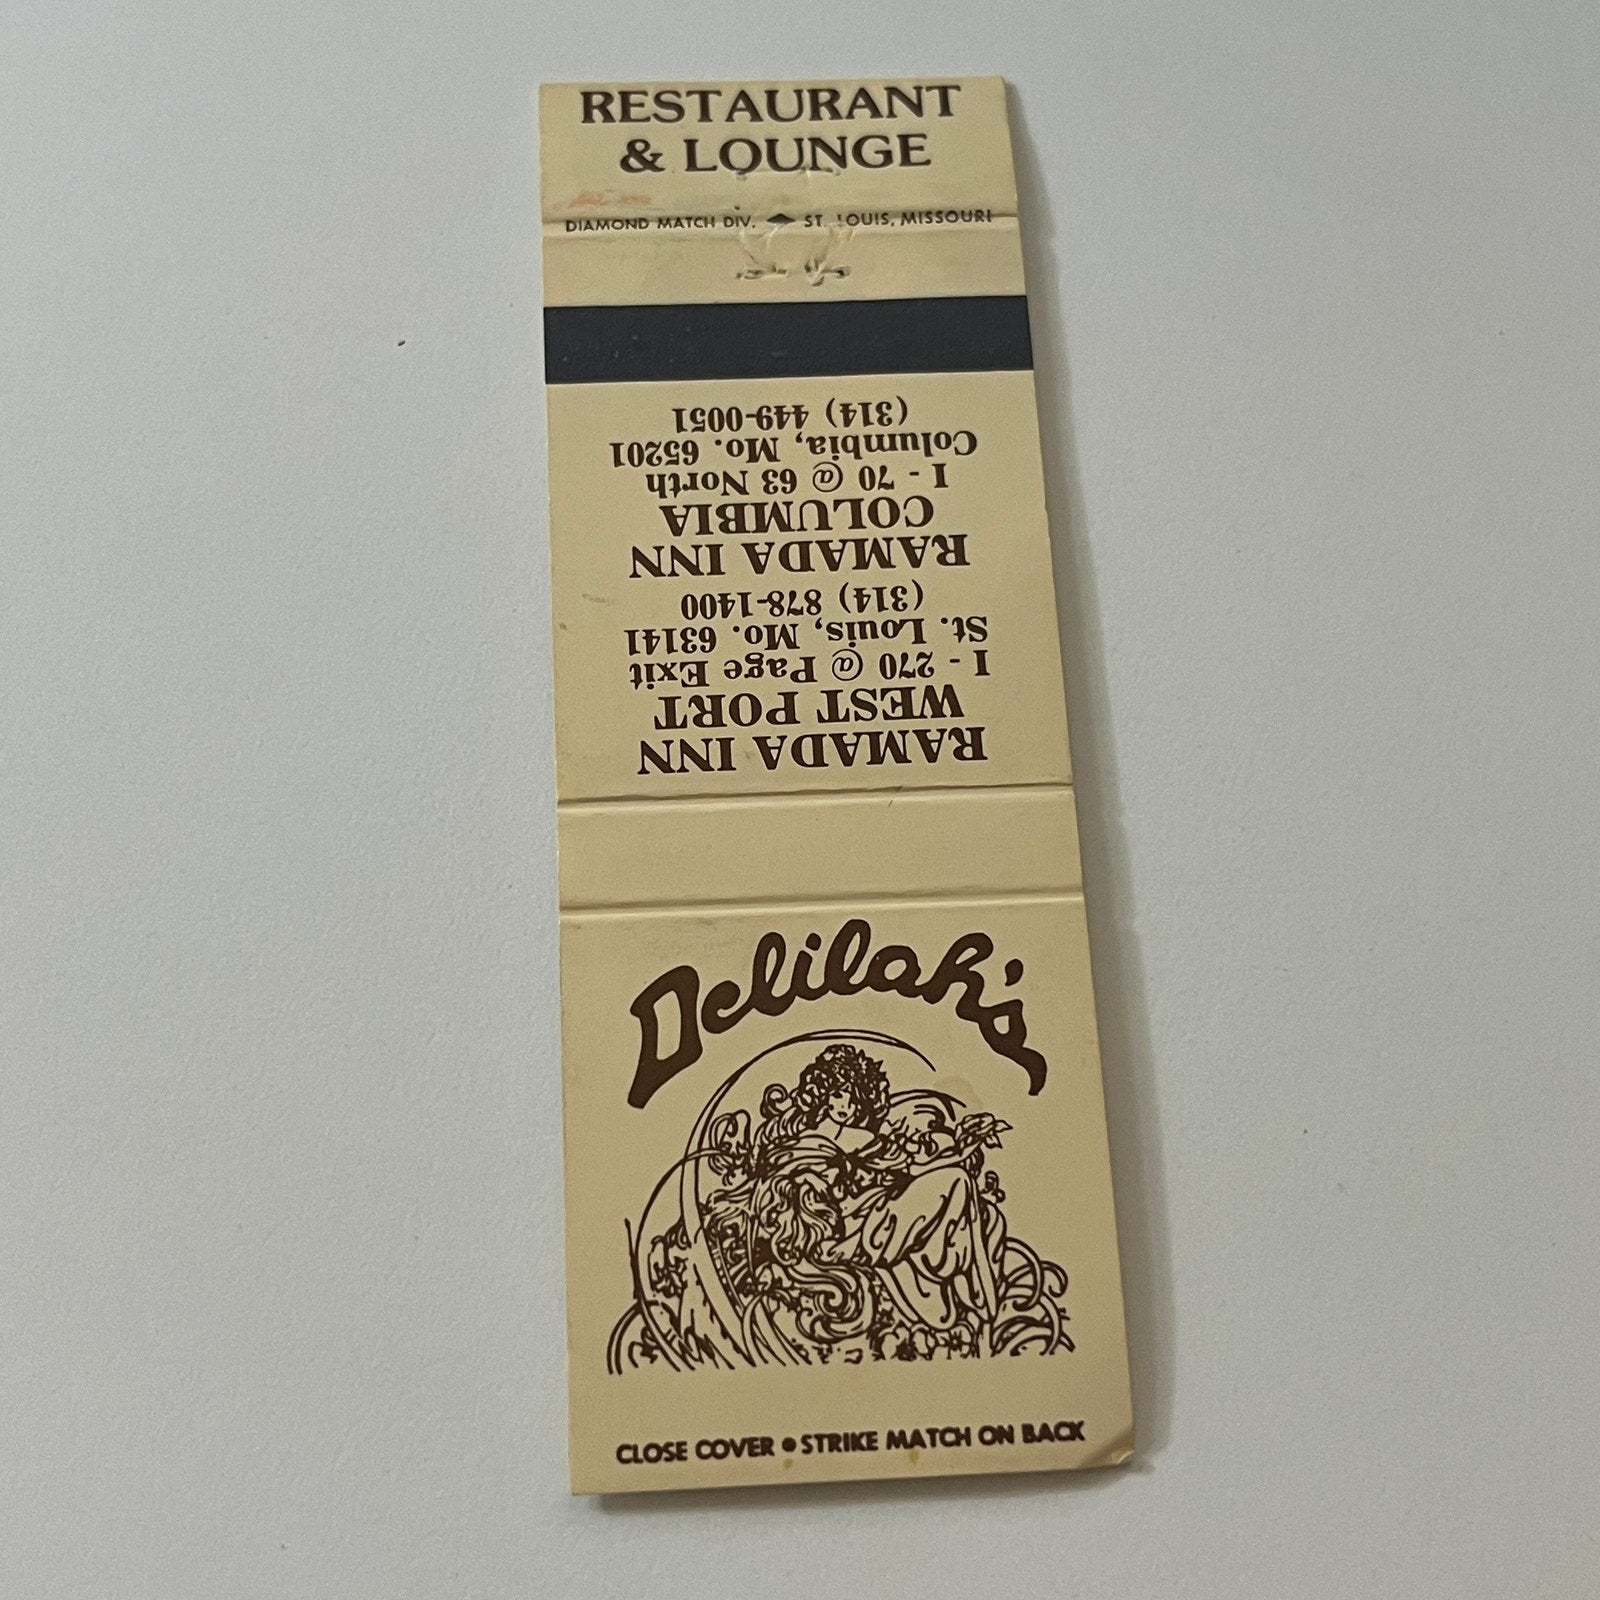 RESTAURANT
& LOUNGE
DIAMOND MATCH DIV. ST. LOUIS, MISSOURI
RAMADA INN
WEST PORT
I - 270 @ Page Exit
St. Louis, Mo. 63141
(314) 878-1400
RAMADA INN
COLUMBIA
I - 70 @ 63 North
Columbia, Mo. 65201
(314) 449-0051
Delilah's
CLOSE COVER • STRIKE MATCH ON BACK